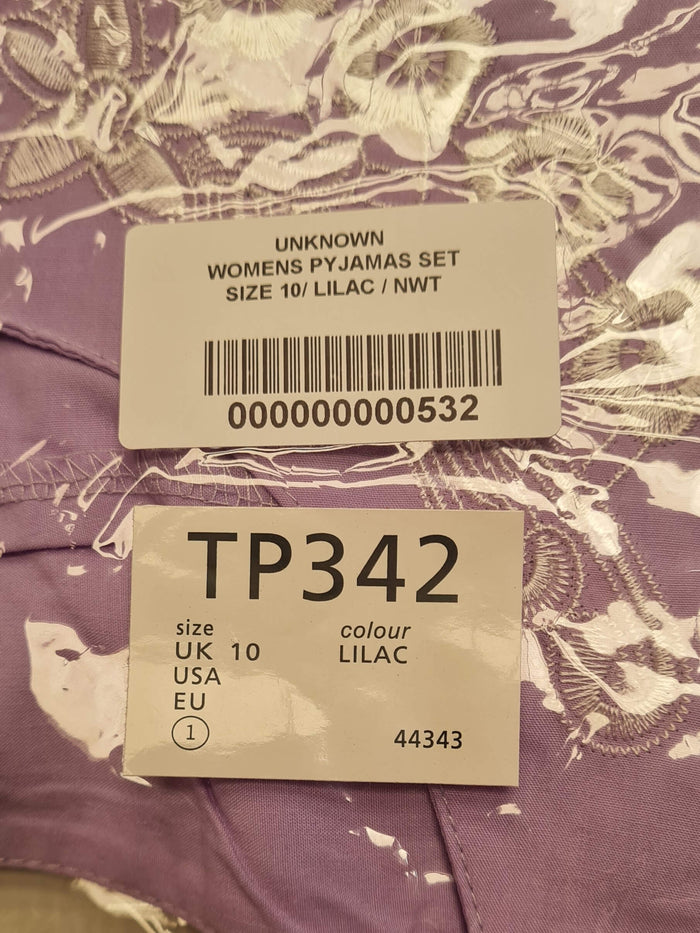 UNKNOWN
WOMENS PYJAMAS SET
SIZE 10/ LILAC / NWT
000000000532
TP342
size colour
UK 10 LILAC
USA
EU
1 44343